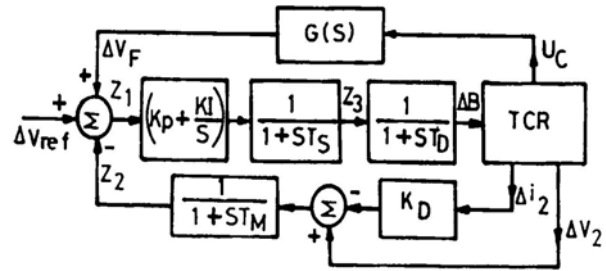 G(S)
ΔV_F
U_C
+
+
Σ
-
ΔV_ref
Z_1
(K_P + KI/S)
1/(1+ST_S)
Z_3
1/(1+ST_D)
ΔB
TCR
Z_2
1/(1+ST_M)
Σ
-
+
K_D
Δi_2
ΔV_2